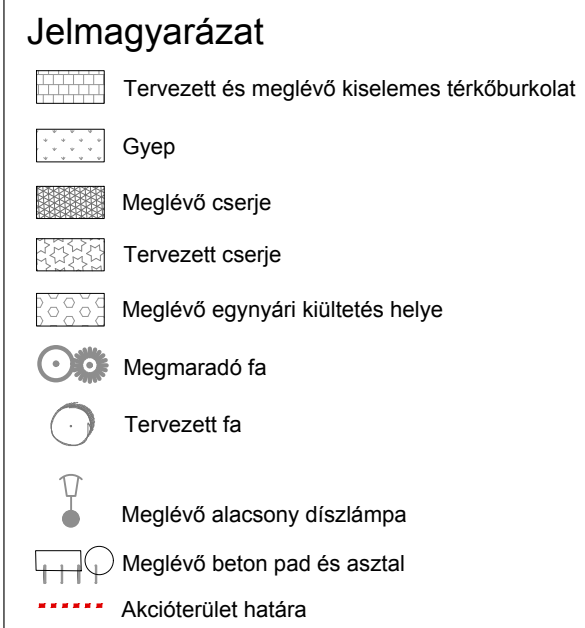 Jelmagyarázat
Tervezett és meglévő kiselemes térkőburkolat
Gyep
Meglévő cserje
Tervezett cserje
Meglévő egynyári kiültetés helye
Megmaradó fa
Tervezett fa
Meglévő alacsony díszlámpa
Meglévő beton pad és asztal
Akcióterület határa